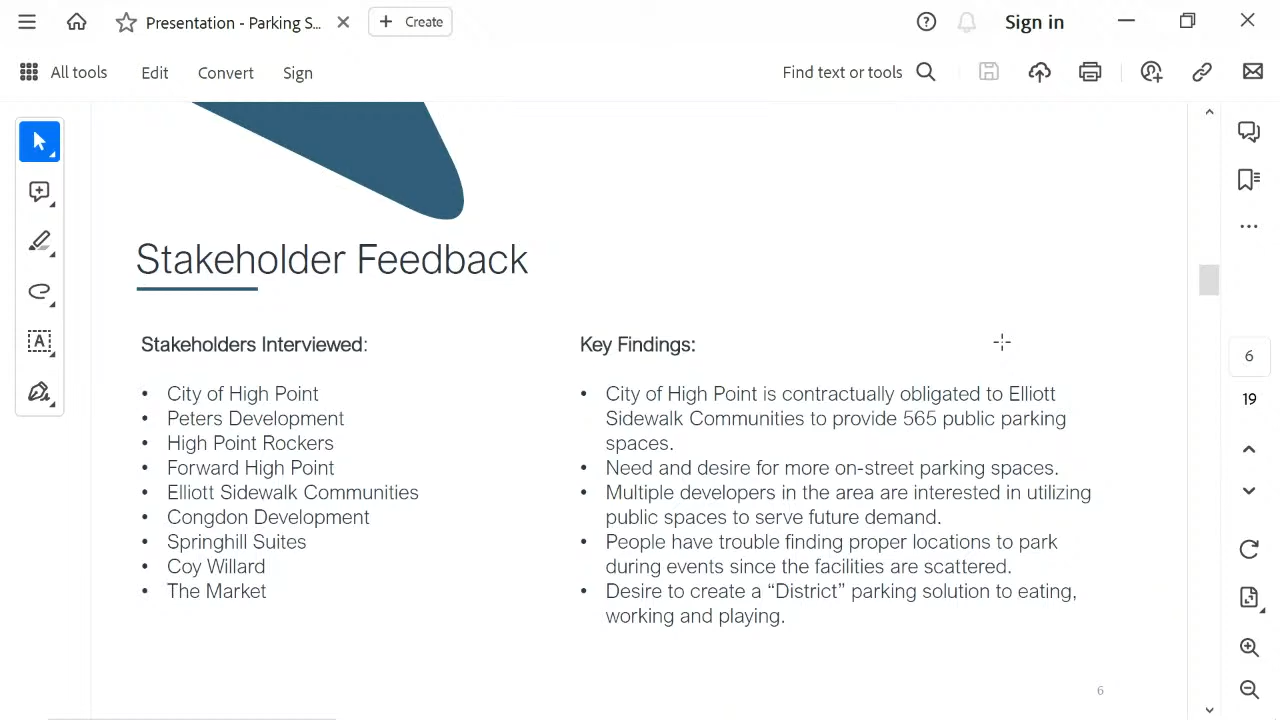 Presentation - Parking S...
Create
Sign in
All tools
Edit
Convert
Sign
Find text or tools
Stakeholder Feedback
Stakeholders Interviewed:
• City of High Point
• Peters Development
• High Point Rockers
• Forward High Point
• Elliott Sidewalk Communities
• Congdon Development
• Springhill Suites
• Coy Willard
• The Market
Key Findings:
• City of High Point is contractually obligated to Elliott
Sidewalk Communities to provide 565 public parking
spaces.
• Need and desire for more on-street parking spaces.
• Multiple developers in the area are interested in utilizing
public spaces to serve future demand.
• People have trouble finding proper locations to park
during events since the facilities are scattered.
• Desire to create a “District” parking solution to eating,
working and playing.
6
6
19